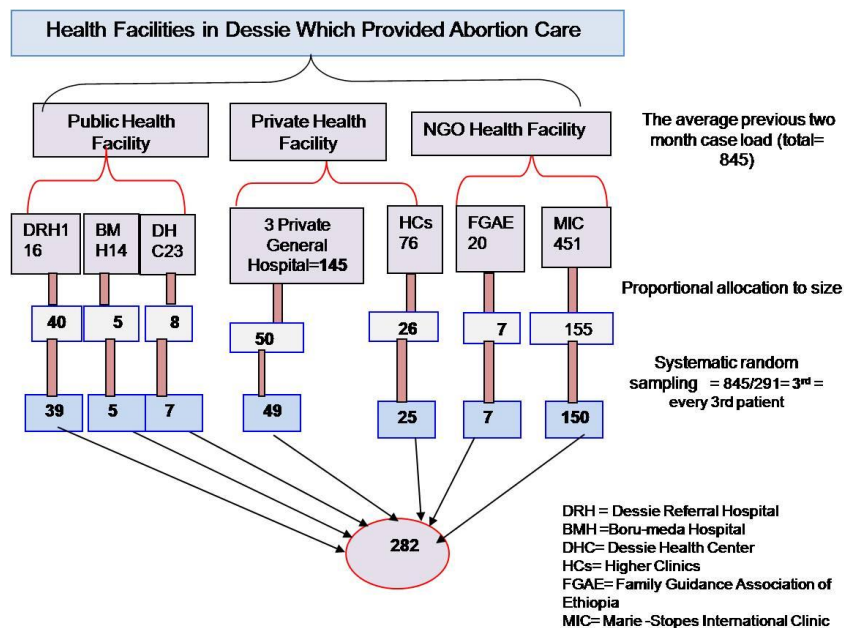 Health Facilities in Dessie Which Provided Abortion Care
Public Health
Facility
Private Health
Facility
NGO Health Facility
The average previous two
month case load (total=
845)
DRH1
16
BM
H14
DH
C23
3 Private
General
Hospital=145
HCs
76
FGAE
20
MIC
451
Proportional allocation to size
40
5
8
50
26
7
155
Systematic random
sampling = 845/291= 3rd =
every 3rd patient
39
5
7
49
25
7
150
282
DRH = Dessie Referral Hospital
BMH =Boru-meda Hospital
DHC= Dessie Health Center
HCs= Higher Clinics
FGAE= Family Guidance Association of
Ethiopia
MIC= Marie -Stopes International Clinic